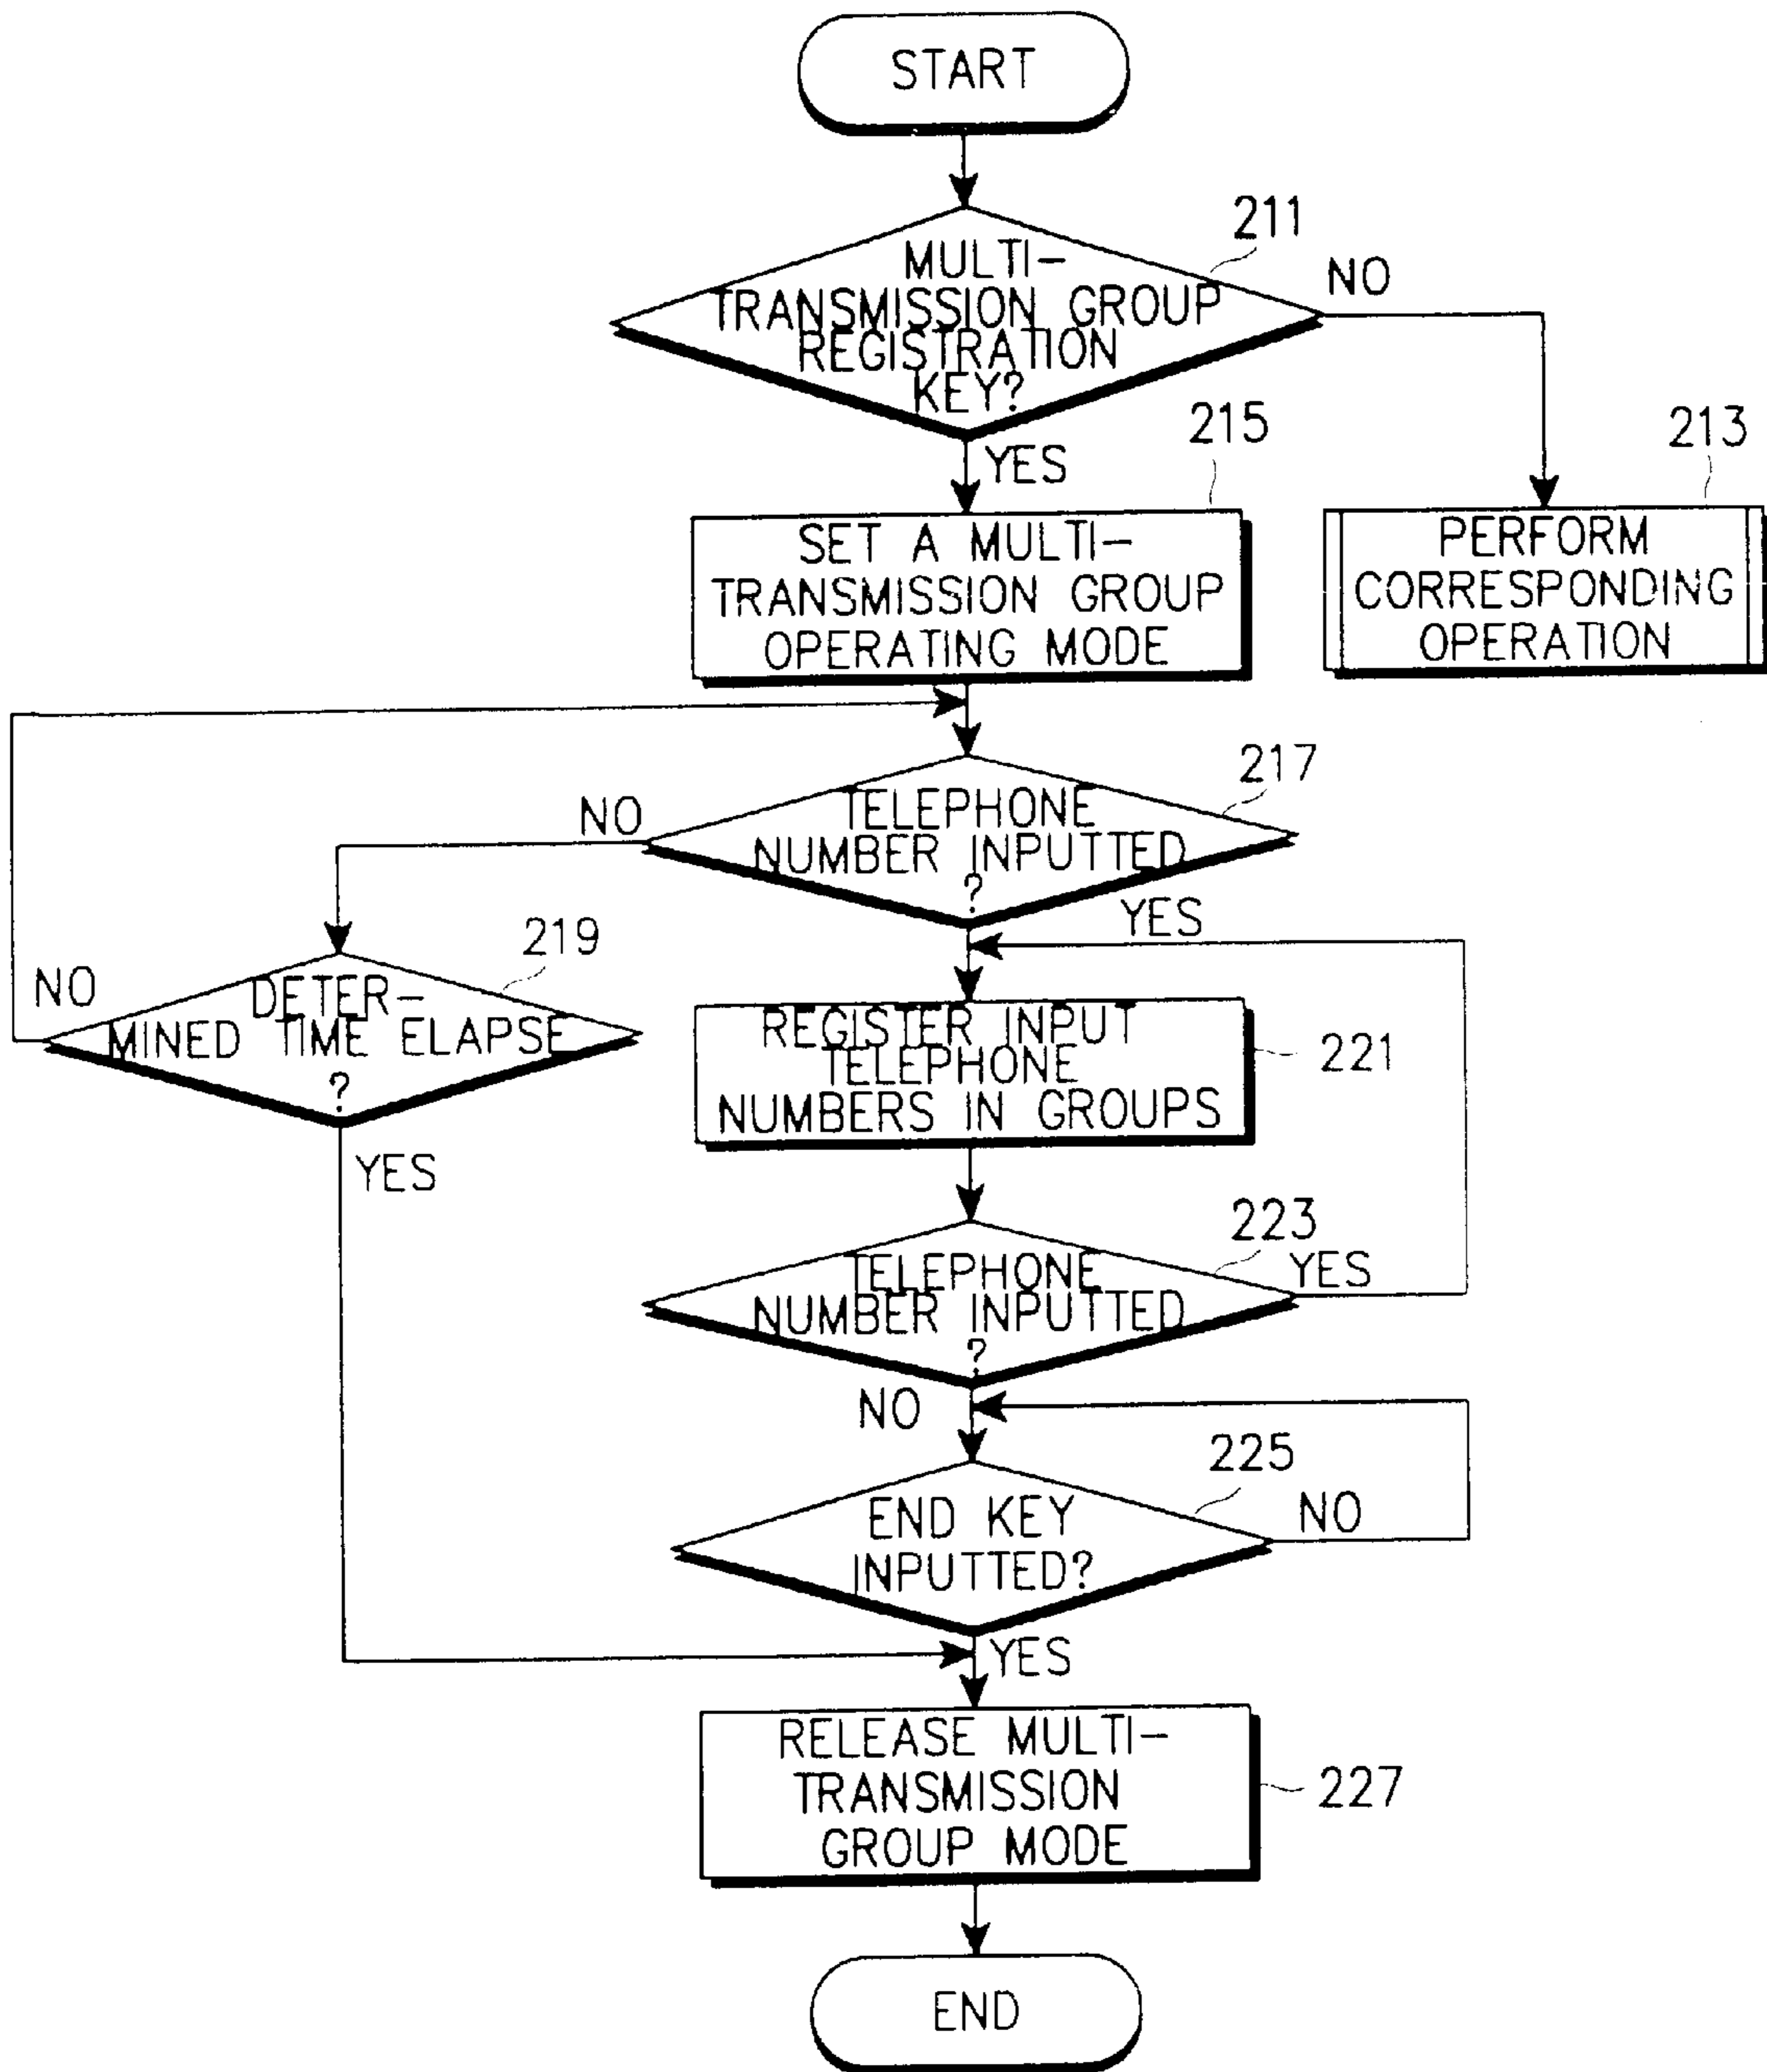 START
211
MULTI-
TRANSMISSION GROUP
REGISTRATION
KEY?
NO
YES
215
213
SET A MULTI-
TRANSMISSION GROUP
OPERATING MODE
PERFORM
CORRESPONDING
OPERATION
217
TELEPHONE
NUMBER INPUTTED
?
NO
YES
219
DETER-
MINED TIME ELAPSE
?
NO
YES
REGISTER INPUT
TELEPHONE
NUMBERS IN GROUPS
221
223
TELEPHONE
NUMBER INPUTTED
?
YES
NO
225
END KEY
INPUTTED?
NO
YES
RELEASE MULTI-
TRANSMISSION
GROUP MODE
227
END